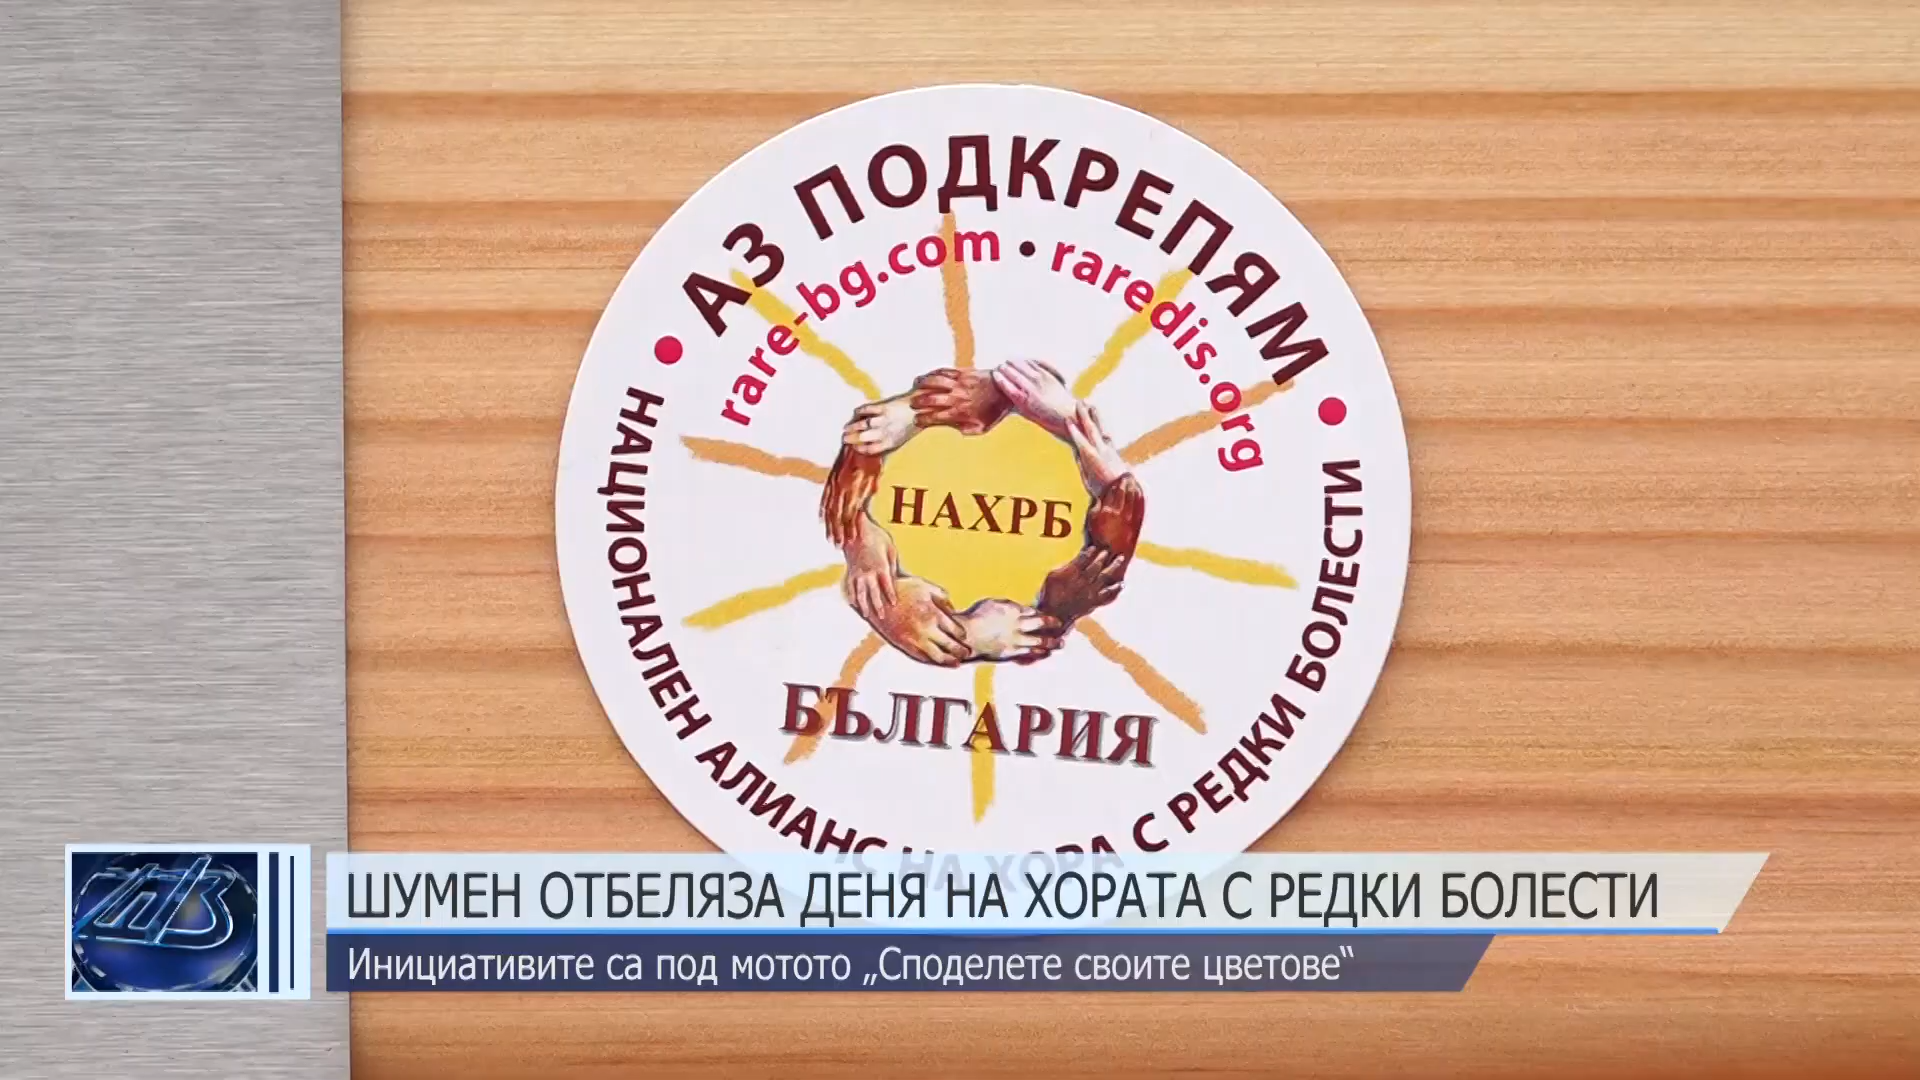 АЗ ПОДКРЕПЯМ
rare-bg.com • raredis.org
НАХРБ
БЪЛГАРИЯ
НАЦИОНАЛЕН АЛИАНС НА ХОРА С РЕДКИ БОЛЕСТИ
ШУМЕН ОТБЕЛЯЗА ДЕНЯ НА ХОРАТА С РЕДКИ БОЛЕСТИ
Инициативите са под мотото „Споделете своите цветове“